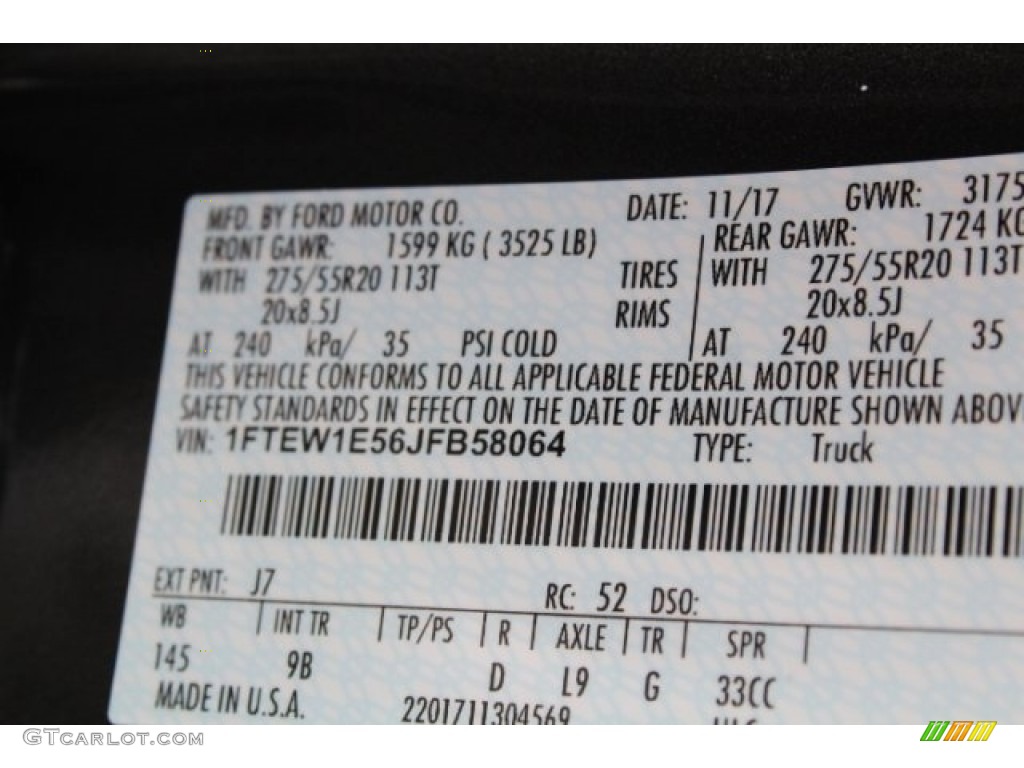 MFD. BY FORD MOTOR CO. DATE: 11/17 GVWR: 3175
FRONT GAWR: 1599 KG ( 3525 LB) REAR GAWR: 1724 KG
WITH 275/55R20 113T TIRES WITH 275/55R20 113T
20x8.5J RIMS 20x8.5J
AT 240 kPa/ 35 PSI COLD AT 240 kPa/ 35
THIS VEHICLE CONFORMS TO ALL APPLICABLE FEDERAL MOTOR VEHICLE
SAFETY STANDARDS IN EFFECT ON THE DATE OF MANUFACTURE SHOWN ABOV
VIN: 1FTEW1E56JFB58064 TYPE: Truck
EXT PNT: J7 RC: 52 DSO:
WB INT TR TP/PS R AXLE TR SPR
145 9B D L9 G 33CC
MADE IN U.S.A. 2201711304569
GTCARLOT.COM